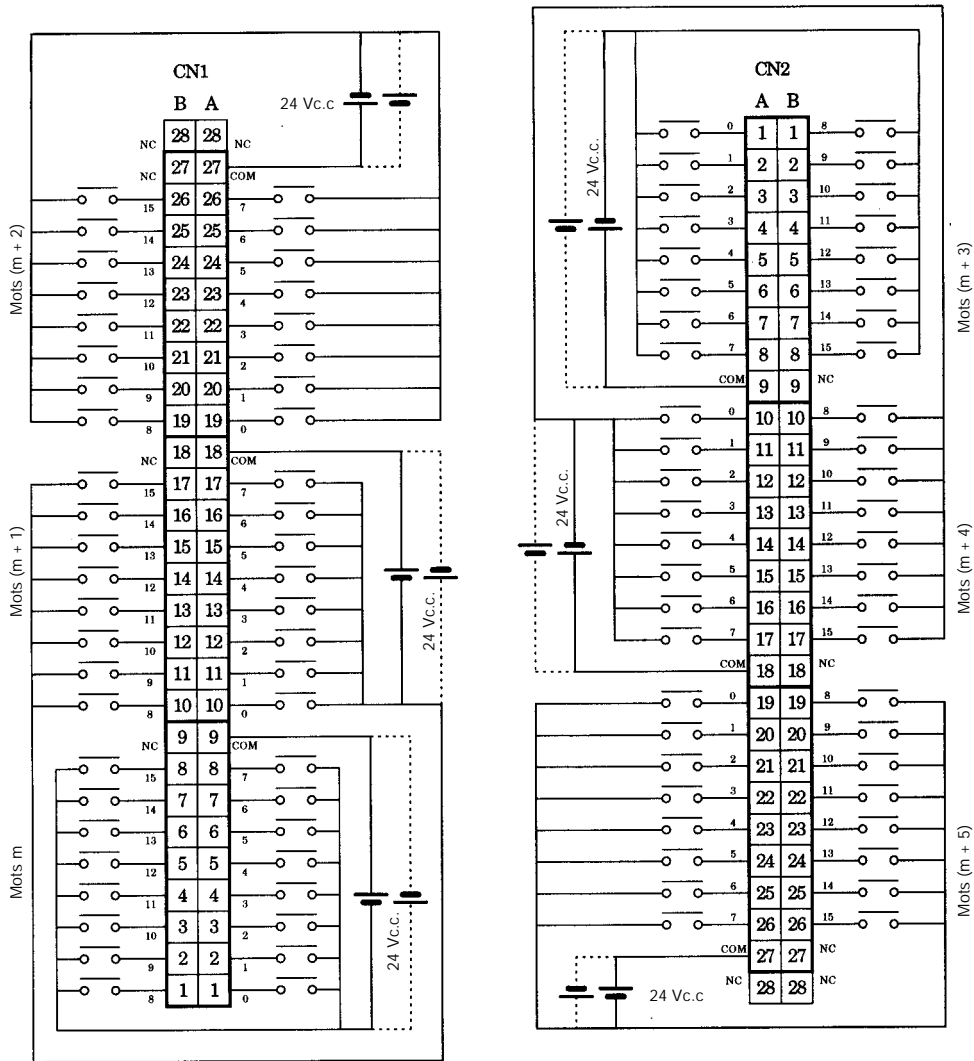 CN1
B A
24 Vc.c
NC 28 28 NC
NC 27 27 COM
15 26 26 7
14 25 25 6
13 24 24 5
12 23 23 4
11 22 22 3
10 21 21 2
9 20 20 1
8 19 19 0
Mots (m + 2)
NC 18 18 COM
15 17 17 7
14 16 16 6
13 15 15 5
12 14 14 4
11 13 13 3
10 12 12 2
9 11 11 1
8 10 10 0
Mots (m + 1)
24 Vc.c.
NC 9 9 COM
15 8 8 7
14 7 7 6
13 6 6 5
12 5 5 4
11 4 4 3
10 3 3 2
9 2 2 1
8 1 1 0
Mots m
24 Vc.c.
CN2
A B
24 Vc.c.
0 1 1 8
1 2 2 9
2 3 3 10
3 4 4 11
4 5 5 12
5 6 6 13
6 7 7 14
7 8 8 15
COM 9 9 NC
Mots (m + 3)
24 Vc.c.
0 10 10 8
1 11 11 9
2 12 12 10
3 13 13 11
4 14 14 12
5 15 15 13
6 16 16 14
7 17 17 15
COM 18 18 NC
Mots (m + 4)
0 19 19 8
1 20 20 9
2 21 21 10
3 22 22 11
4 23 23 12
5 24 24 13
6 25 25 14
7 26 26 15
COM 27 27 NC
NC 28 28 NC
Mots (m + 5)
24 Vc.c